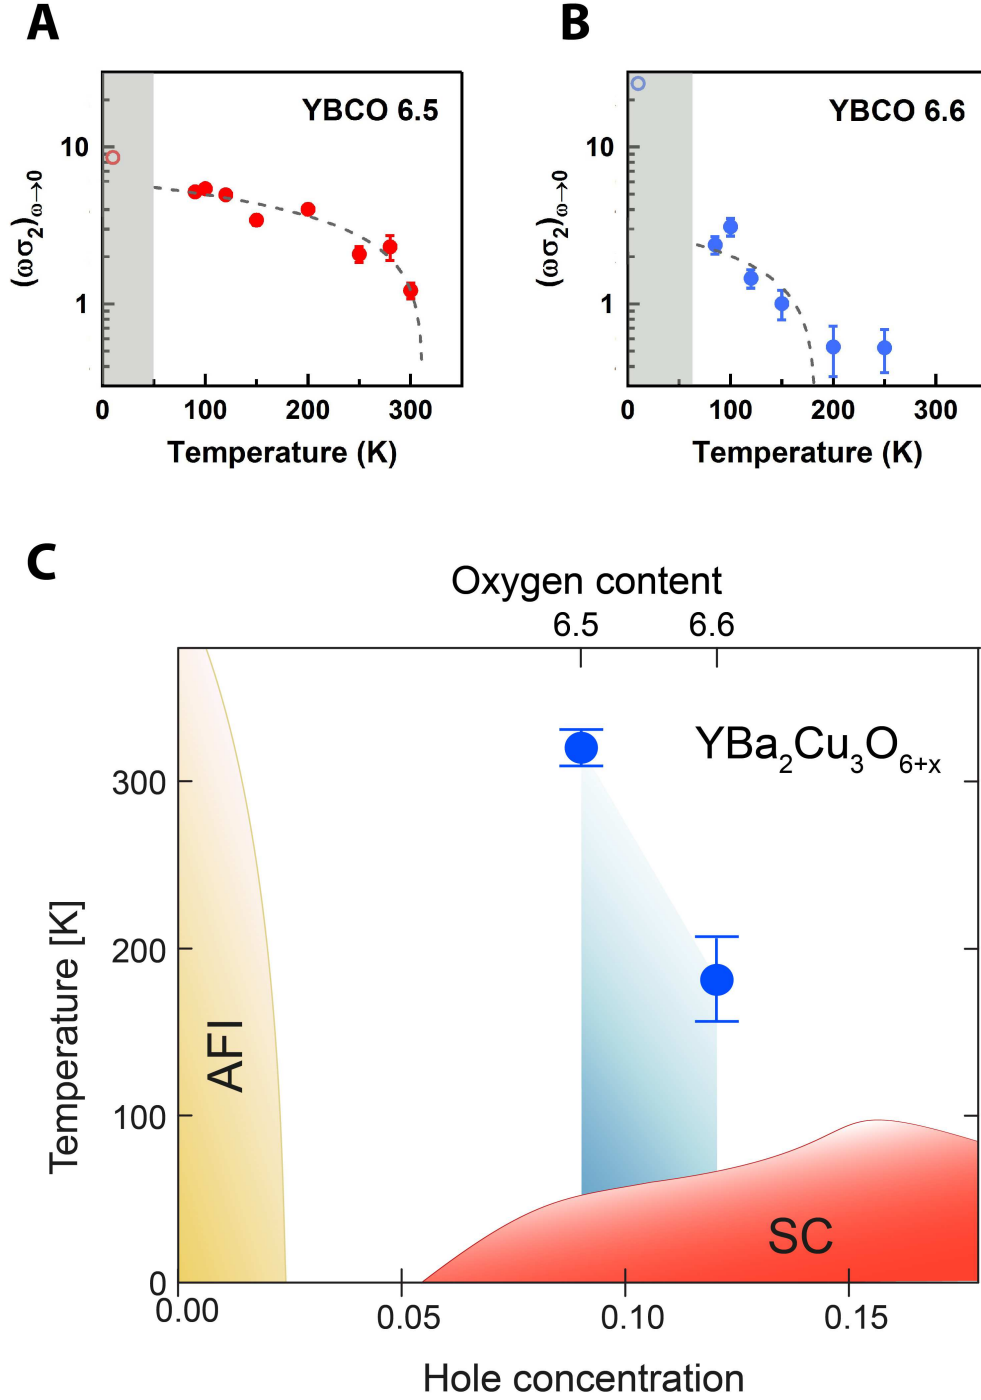 A
B
YBCO 6.5
YBCO 6.6
10
1
(ωσ2)ω→0
0 100 200 300
Temperature (K)
10
1
(ωσ2)ω→0
0 100 200 300
Temperature (K)
C
Oxygen content
6.5 6.6
YBa2Cu3O6+x
300
200
100
0
Temperature [K]
AFI
SC
0.00 0.05 0.10 0.15
Hole concentration